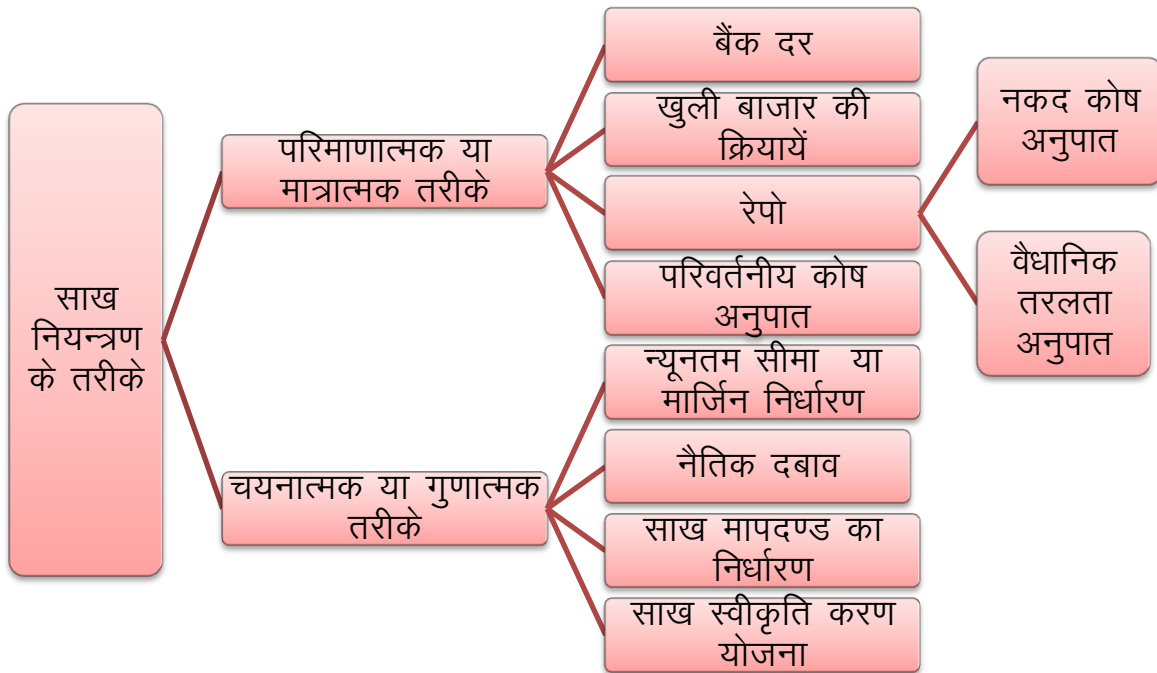 साख
नियन्त्रण
के तरीके
परिमाणात्मक या
मात्रात्मक तरीके
बैंक दर
खुली बाजार की
क्रियायें
रेपो
नकद कोष
अनुपात
वैधानिक
तरलता
अनुपात
परिवर्तनीय कोष
अनुपात
चयनात्मक या गुणात्मक
तरीके
न्यूनतम सीमा या
मार्जिन निर्धारण
नैतिक दबाव
साख मापदण्ड का
निर्धारण
साख स्वीकृति करण
योजना